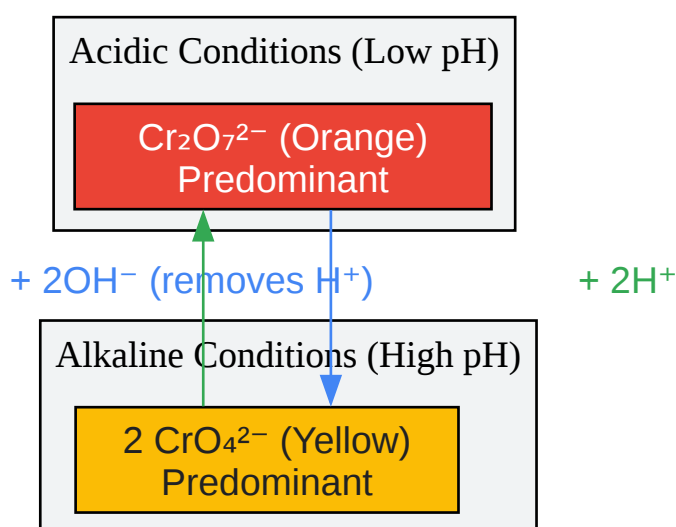 Acidic Conditions (Low pH)
Cr₂O₇²⁻ (Orange)
Predominant
+ 2OH⁻ (removes H⁺)
+ 2H⁺
Alkaline Conditions (High pH)
2 CrO₄²⁻ (Yellow)
Predominant